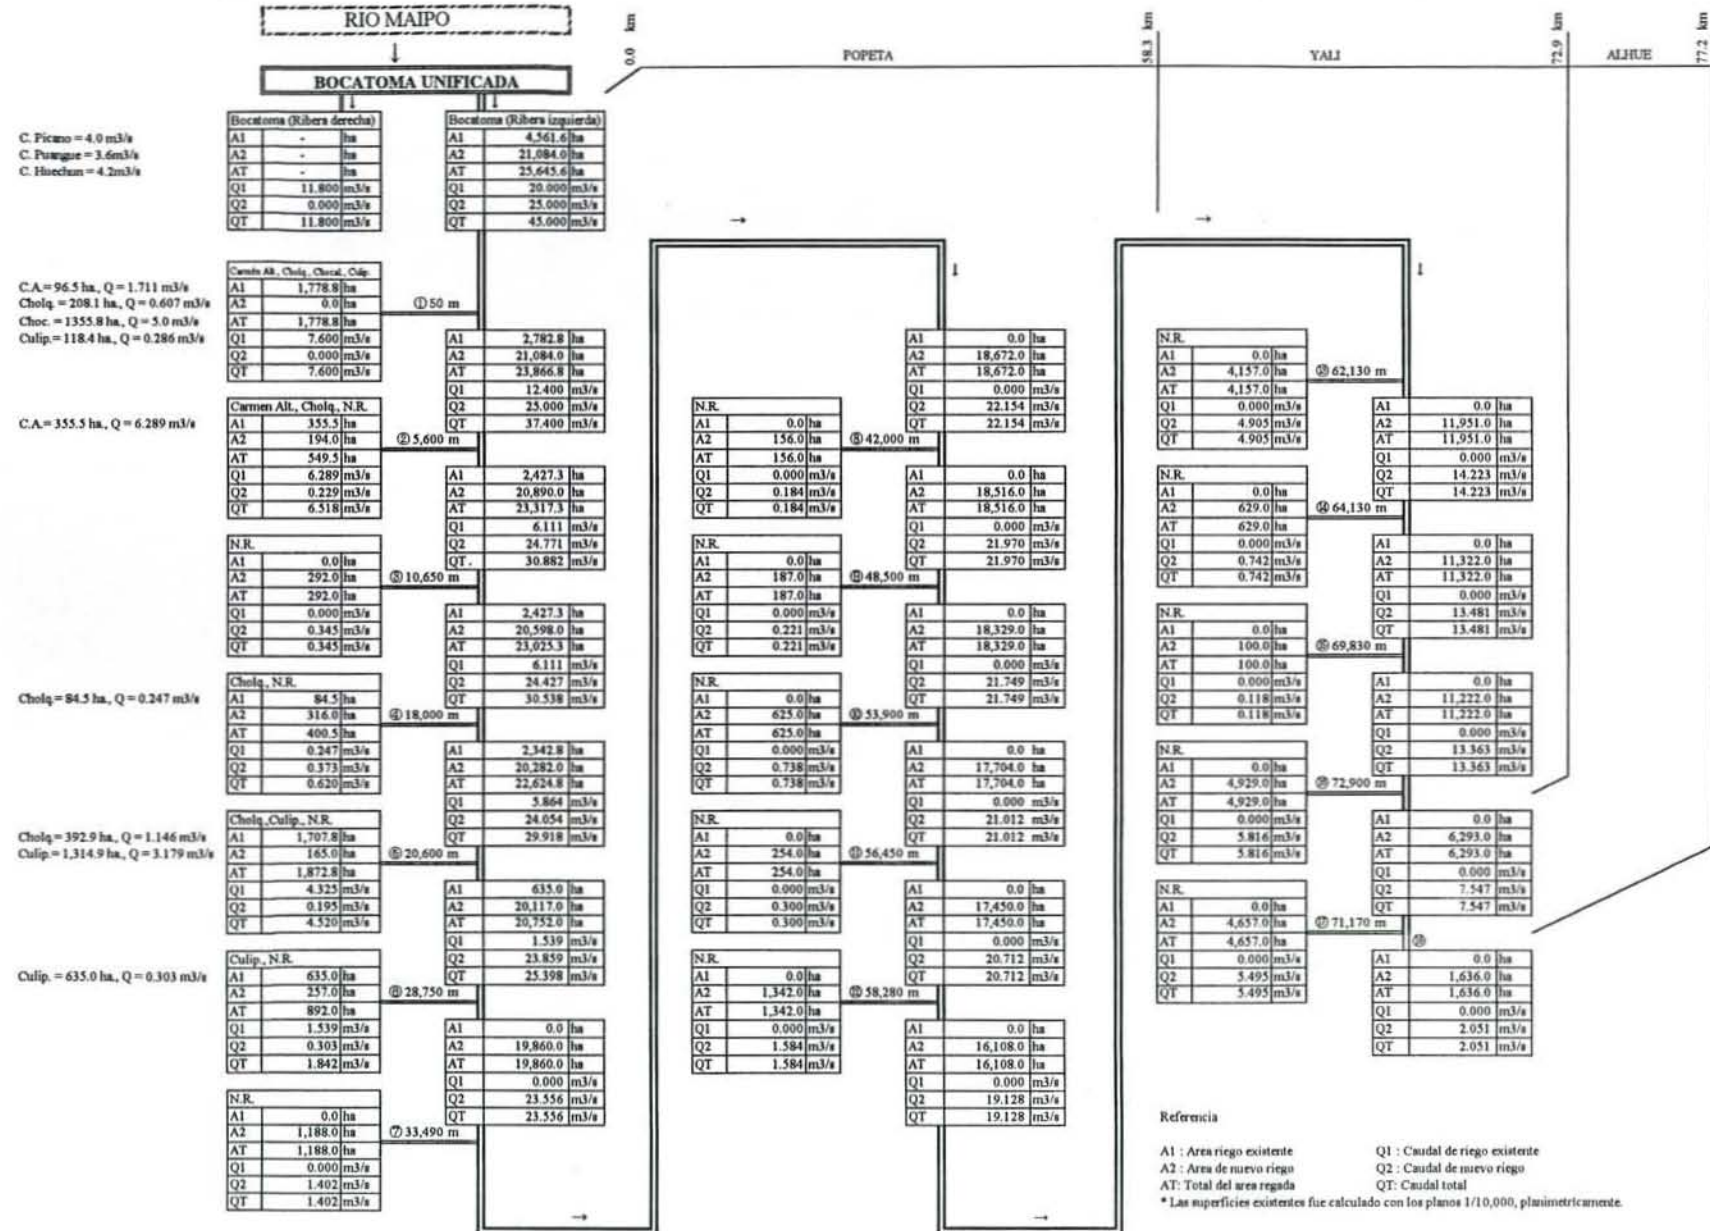 RIO MAIPO
↓
BOCATOMA UNIFICADA
0.0 km
POPETA
58.3 km
YALI
72.9 km
ALHUE
77.2 km
C. Picano = 4.0 m3/s
C. Puangue = 3.6m3/s
C. Huechun = 4.2m3/s
Bocatoma (Ribera derecha)
A1 - ha
A2 - ha
AT - ha
Q1 11.800 m3/s
Q2 0.000 m3/s
QT 11.800 m3/s
Bocatoma (Ribera izquierda)
A1 4,561.6 ha
A2 21,084.0 ha
AT 25,645.6 ha
Q1 20.000 m3/s
Q2 25.000 m3/s
QT 45.000 m3/s
C.A.= 96.5 ha., Q = 1.711 m3/s
Cholq. = 208.1 ha., Q = 0.607 m3/s
Choc. = 1355.8 ha., Q = 5.0 m3/s
Culip.= 118.4 ha., Q = 0.286 m3/s
Carmén Alt., Cholq., Chocal., Culip.
A1 1,778.8 ha
A2 0.0 ha
AT 1,778.8 ha
Q1 7.600 m3/s
Q2 0.000 m3/s
QT 7.600 m3/s
① 50 m
A1 2,782.8 ha
A2 21,084.0 ha
AT 23,866.8 ha
Q1 12.400 m3/s
Q2 25.000 m3/s
QT 37.400 m3/s
C.A.= 355.5 ha., Q = 6.289 m3/s
Carmen Alt., Cholq., N.R.
A1 355.5 ha
A2 194.0 ha
AT 549.5 ha
Q1 6.289 m3/s
Q2 0.229 m3/s
QT 6.518 m3/s
② 5,600 m
A1 2,427.3 ha
A2 20,890.0 ha
AT 23,317.3 ha
Q1 6.111 m3/s
Q2 24.771 m3/s
QT . 30.882 m3/s
N.R.
A1 0.0 ha
A2 292.0 ha
AT 292.0 ha
Q1 0.000 m3/s
Q2 0.345 m3/s
QT 0.345 m3/s
③ 10,650 m
A1 2,427.3 ha
A2 20,598.0 ha
AT 23,025.3 ha
Q1 6.111 m3/s
Q2 24.427 m3/s
QT 30.538 m3/s
Cholq.= 84.5 ha., Q = 0.247 m3/s
Cholq., N.R.
A1 84.5 ha
A2 316.0 ha
AT 400.5 ha
Q1 0.247 m3/s
Q2 0.373 m3/s
QT 0.620 m3/s
④ 18,000 m
A1 2,342.8 ha
A2 20,282.0 ha
AT 22,624.8 ha
Q1 5.864 m3/s
Q2 24.054 m3/s
QT 29.918 m3/s
Cholq.= 392.9 ha., Q = 1.146 m3/s
Culip.= 1,314.9 ha., Q = 3.179 m3/s
Cholq.,Culip., N.R.
A1 1,707.8 ha
A2 165.0 ha
AT 1,872.8 ha
Q1 4.325 m3/s
Q2 0.195 m3/s
QT 4.520 m3/s
⑤ 20,600 m
A1 635.0 ha
A2 20,117.0 ha
AT 20,752.0 ha
Q1 1.539 m3/s
Q2 23.859 m3/s
QT 25.398 m3/s
Culip. = 635.0 ha., Q = 0.303 m3/s
Culip., N.R.
A1 635.0 ha
A2 257.0 ha
AT 892.0 ha
Q1 1.539 m3/s
Q2 0.303 m3/s
QT 1.842 m3/s
⑥ 28,750 m
A1 0.0 ha
A2 19,860.0 ha
AT 19,860.0 ha
Q1 0.000 m3/s
Q2 23.556 m3/s
QT 23.556 m3/s
N.R.
A1 0.0 ha
A2 1,188.0 ha
AT 1,188.0 ha
Q1 0.000 m3/s
Q2 1.402 m3/s
QT 1.402 m3/s
⑦ 33,490 m
A1 0.0 ha
A2 18,672.0 ha
AT 18,672.0 ha
Q1 0.000 m3/s
Q2 22.154 m3/s
QT 22.154 m3/s
N.R.
A1 0.0 ha
A2 156.0 ha
AT 156.0 ha
Q1 0.000 m3/s
Q2 0.184 m3/s
QT 0.184 m3/s
42,000 m
A1 0.0 ha
A2 18,516.0 ha
AT 18,516.0 ha
Q1 0.000 m3/s
Q2 21.970 m3/s
QT 21.970 m3/s
N.R.
A1 0.0 ha
A2 187.0 ha
AT 187.0 ha
Q1 0.000 m3/s
Q2 0.221 m3/s
QT 0.221 m3/s
48,500 m
A1 0.0 ha
A2 18,329.0 ha
AT 18,329.0 ha
Q1 0.000 m3/s
Q2 21.749 m3/s
QT 21.749 m3/s
N.R.
A1 0.0 ha
A2 625.0 ha
AT 625.0 ha
Q1 0.000 m3/s
Q2 0.738 m3/s
QT 0.738 m3/s
53,900 m
A1 0.0 ha
A2 17,704.0 ha
AT 17,704.0 ha
Q1 0.000 m3/s
Q2 21.012 m3/s
QT 21.012 m3/s
N.R.
A1 0.0 ha
A2 254.0 ha
AT 254.0 ha
Q1 0.000 m3/s
Q2 0.300 m3/s
QT 0.300 m3/s
56,450 m
A1 0.0 ha
A2 17,450.0 ha
AT 17,450.0 ha
Q1 0.000 m3/s
Q2 20.712 m3/s
QT 20.712 m3/s
N.R.
A1 0.0 ha
A2 1,342.0 ha
AT 1,342.0 ha
Q1 0.000 m3/s
Q2 1.584 m3/s
QT 1.584 m3/s
58,280 m
A1 0.0 ha
A2 16,108.0 ha
AT 16,108.0 ha
Q1 0.000 m3/s
Q2 19.128 m3/s
QT 19.128 m3/s
N.R.
A1 0.0 ha
A2 4,157.0 ha
AT 4,157.0 ha
Q1 0.000 m3/s
Q2 4.905 m3/s
QT 4.905 m3/s
62,130 m
A1 0.0 ha
A2 11,951.0 ha
AT 11,951.0 ha
Q1 0.000 m3/s
Q2 14.223 m3/s
QT 14.223 m3/s
N.R.
A1 0.0 ha
A2 629.0 ha
AT 629.0 ha
Q1 0.000 m3/s
Q2 0.742 m3/s
QT 0.742 m3/s
⑭ 64,130 m
A1 0.0 ha
A2 11,322.0 ha
AT 11,322.0 ha
Q1 0.000 m3/s
Q2 13.481 m3/s
QT 13.481 m3/s
N.R.
A1 0.0 ha
A2 100.0 ha
AT 100.0 ha
Q1 0.000 m3/s
Q2 0.118 m3/s
QT 0.118 m3/s
69,830 m
A1 0.0 ha
A2 11,222.0 ha
AT 11,222.0 ha
Q1 0.000 m3/s
Q2 13.363 m3/s
QT 13.363 m3/s
N.R.
A1 0.0 ha
A2 4,929.0 ha
AT 4,929.0 ha
Q1 0.000 m3/s
Q2 5.816 m3/s
QT 5.816 m3/s
72,900 m
A1 0.0 ha
A2 6,293.0 ha
AT 6,293.0 ha
Q1 0.000 m3/s
Q2 7.547 m3/s
QT 7.547 m3/s
N.R.
A1 0.0 ha
A2 4,657.0 ha
AT 4,657.0 ha
Q1 0.000 m3/s
Q2 5.495 m3/s
QT 5.495 m3/s
⑰ 71,170 m
A1 0.0 ha
A2 1,636.0 ha
AT 1,636.0 ha
Q1 0.000 m3/s
Q2 2.051 m3/s
QT 2.051 m3/s
Referencia
A1 : Area riego existente
A2 : Area de nuevo riego
AT: Total del area regada
Q1 : Caudal de riego existente
Q2 : Caudal de nuevo riego
QT: Caudal total
* Las superficies existentes fue calculado con los planos 1/10,000, planimetricamente.